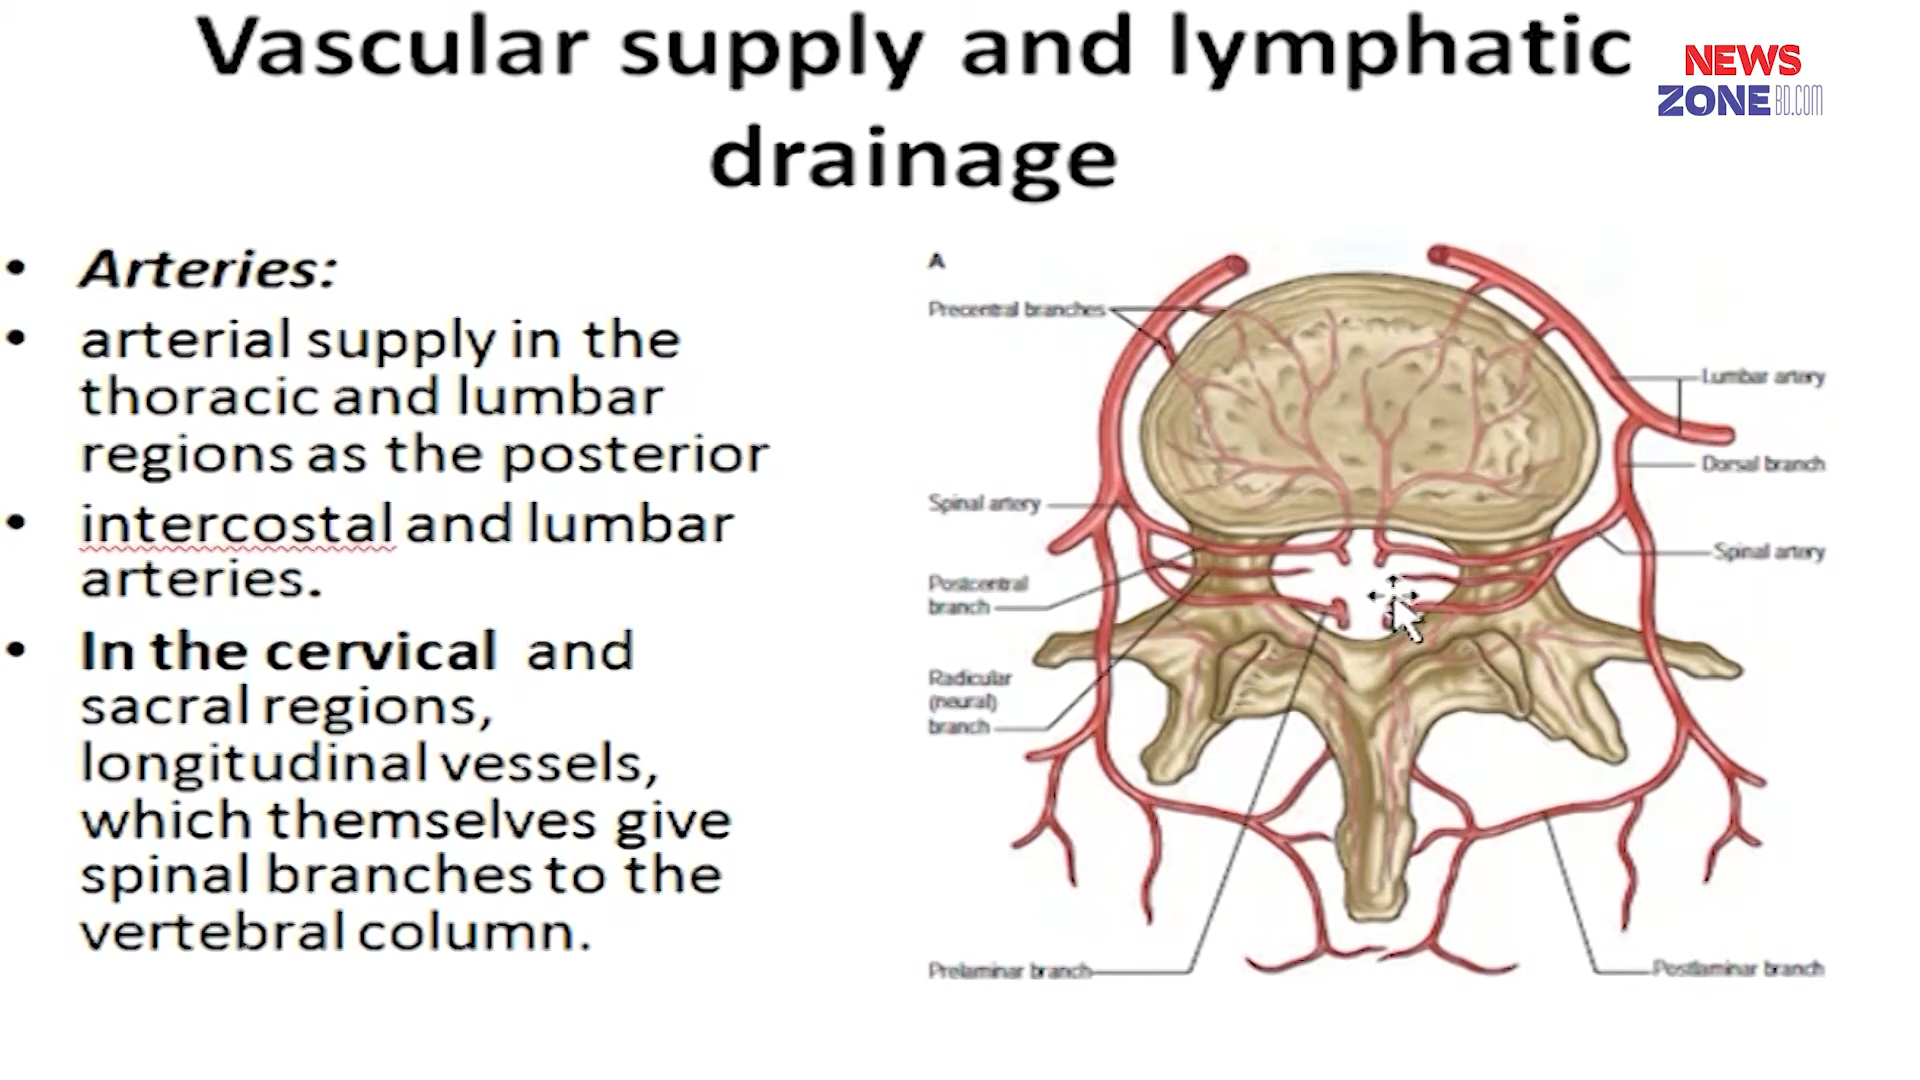 Vascular supply and lymphatic
drainage
NEWS
ZONE BD.COM
• Arteries:
• arterial supply in the
thoracic and lumbar
regions as the posterior
• intercostal and lumbar
arteries.
• In the cervical and
sacral regions,
longitudinal vessels,
which themselves give
spinal branches to the
vertebral column.
A
Precentral branches
Lumbar artery
Dorsal branch
Spinal artery
Spinal artery
Postcentral
branch
Radicular
(neural)
branch
Prelaminar branch
Postlaminar branch